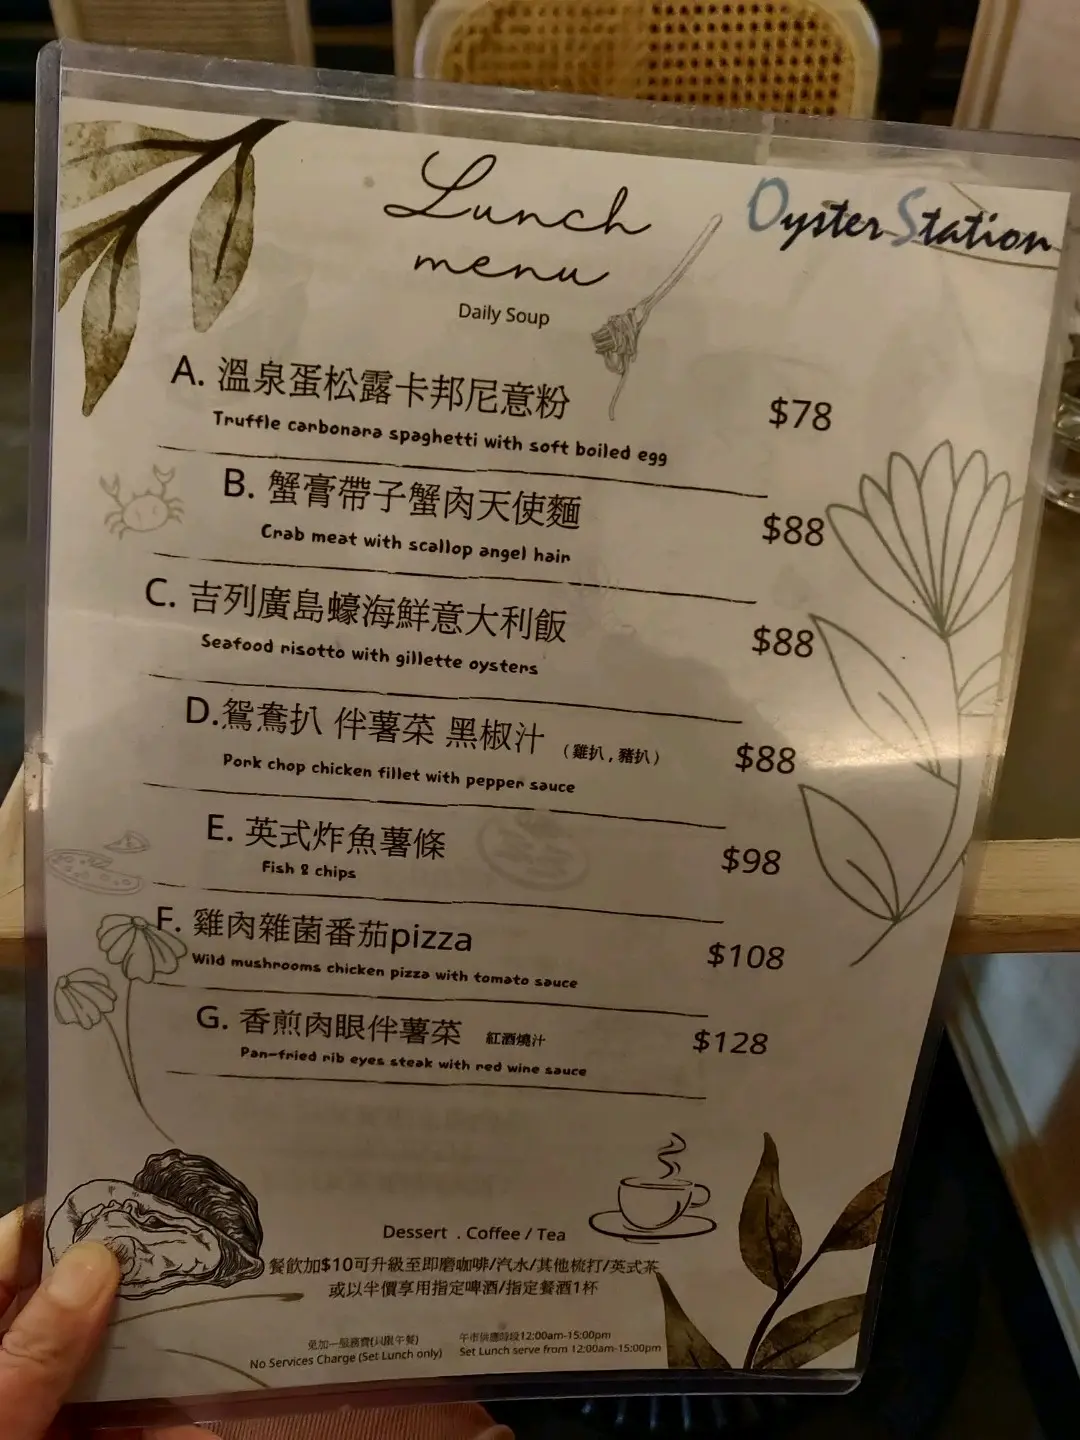 Lunch
menu
Oyster Station
Daily Soup
A. 溫泉蛋松露卡邦尼意粉 $78
Truffle carbonara spaghetti with soft boiled egg
B. 蟹膏帶子蟹肉天使麵 $88
Crab meat with scallop angel hair
C. 吉列廣島蠔海鮮意大利飯 $88
Seafood risotto with gillette oysters
D.鴛鴦扒 伴薯菜 黑椒汁 (雞扒,豬扒) $88
Pork chop chicken fillet with pepper sauce
E. 英式炸魚薯條 $98
Fish & chips
F. 雞肉雜菌番茄pizza $108
Wild mushrooms chicken pizza with tomato sauce
G. 香煎肉眼伴薯菜 紅酒燒汁 $128
Pan-fried rib eyes steak with red wine sauce
Dessert . Coffee / Tea
餐飲加$10可升級至即磨咖啡/汽水/其他梳打/英式茶
或以半價享用指定啤酒/指定餐酒1杯
免加一服務費(只限午餐) 午市供應時段12:00am-15:00pm
No Services Charge (Set Lunch only) Set Lunch serve from 12:00am-15:00pm